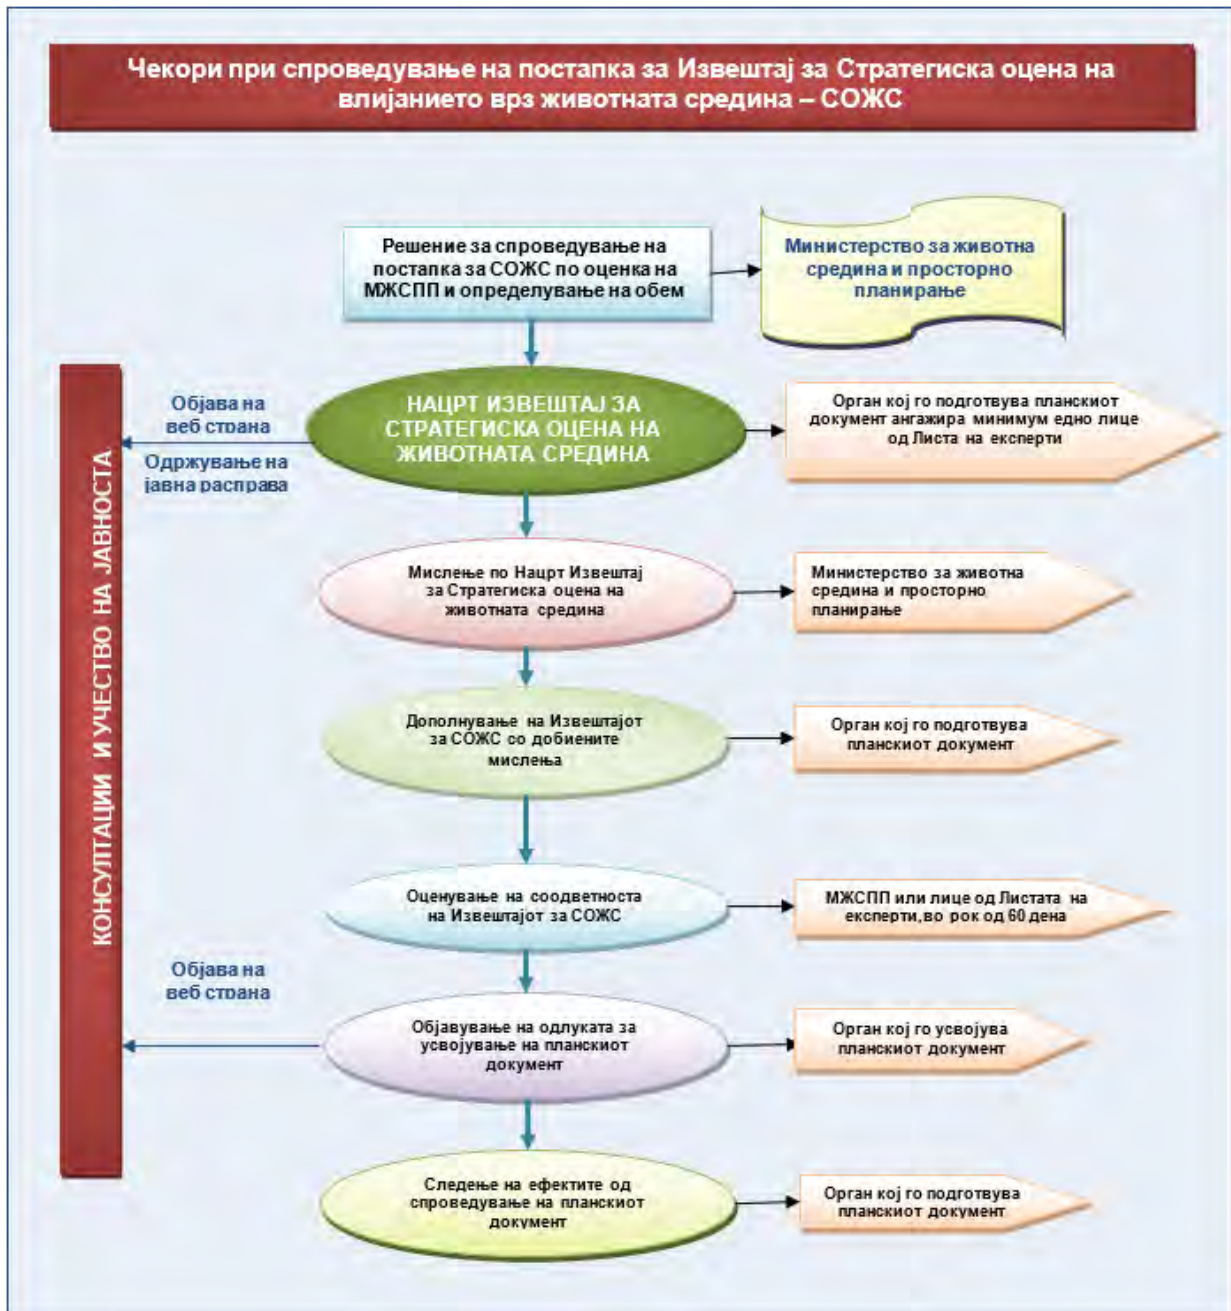 Чекори при спроведување на постапка за Извештај за Стратегиска оцена на
влијанието врз животната средина – СОЖС
Решение за спроведување на
постапка за СОЖС по оценка на
МЖСПП и определување на обем
Министерство за животна
средина и просторно
планирање
КОНСУЛТАЦИИ И УЧЕСТВО НА ЈАВНОСТА
Објава на
веб страна
Одржување на
јавна расправа
НАЦРТ ИЗВЕШТАЈ ЗА
СТРАТЕГИСКА ОЦЕНА НА
ЖИВОТНАТА СРЕДИНА
Орган кој го подготвува планскиот
документ ангажира минимум едно лице
од Листа на експерти
Мислење по Нацрт Извештај
за Стратегиска оцена на
животната средина
Министерство за животна
средина и просторно
планирање
Дополнување на Извештајот
за СОЖС со добиените
мислења
Орган кој го подготвува
планскиот документ
Оценување на соодветноста
на Извештајот за СОЖС
МЖСПП или лице од Листата на
експерти,во рок од 60 дена
Објава на
веб страна
Објавување на одлуката за
усвојување на планскиот
документ
Орган кој го усвојува
планскиот документ
Следење на ефектите од
спроведување на планскиот
документ
Орган кој го подготвува
планскиот документ